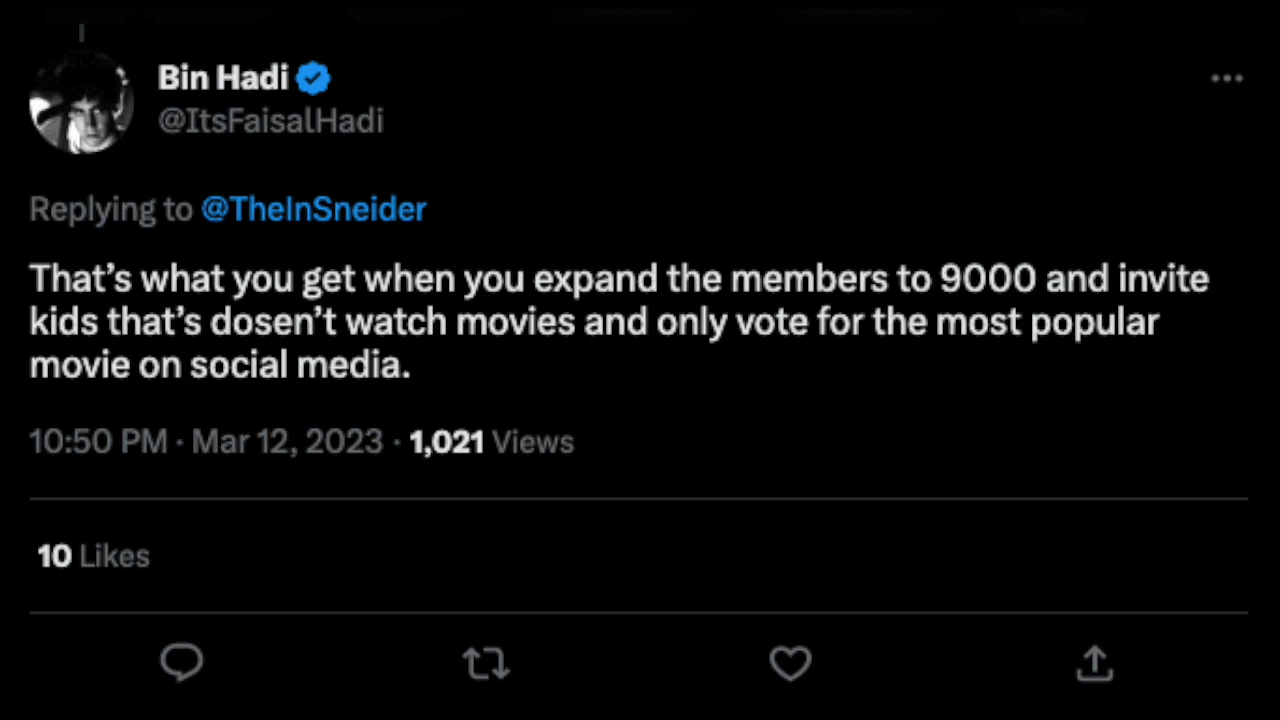 Bin Hadi
@ItsFaisalHadi
Replying to @TheInSneider
That’s what you get when you expand the members to 9000 and invite
kids that’s dosen’t watch movies and only vote for the most popular
movie on social media.
10:50 PM · Mar 12, 2023 · 1,021 Views
10 Likes